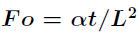 Fo = αt/L²